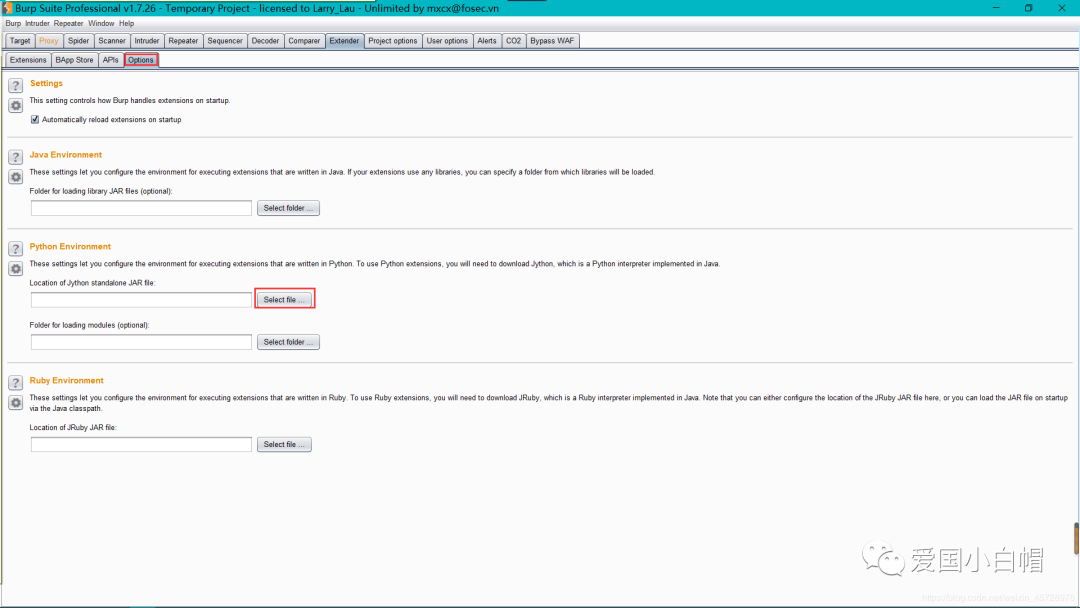 Burp Suite Professional v1.7.26 - Temporary Project - licensed to Larry_Lau - Unlimited by mxcx@fosec.vn
Burp Intruder Repeater Window Help
Target Proxy Spider Scanner Intruder Repeater Sequencer Decoder Comparer Extender Project options User options Alerts CO2 Bypass WAF
Extensions BApp Store APIs Options
? Settings
This setting controls how Burp handles extensions on startup.
Automatically reload extensions on startup
? Java Environment
These settings let you configure the environment for executing extensions that are written in Java. If your extensions use any libraries, you can specify a folder from which libraries will be loaded.
Folder for loading library JAR files (optional):
Select folder ...
? Python Environment
These settings let you configure the environment for executing extensions that are written in Python. To use Python extensions, you will need to download Jython, which is a Python interpreter implemented in Java.
Location of Jython standalone JAR file:
Select file ...
Folder for loading modules (optional):
Select folder ...
? Ruby Environment
These settings let you configure the environment for executing extensions that are written in Ruby. To use Ruby extensions, you will need to download JRuby, which is a Ruby interpreter implemented in Java. Note that you can either configure the location of the JRuby JAR file here, or you can load the JAR file on startup
via the Java classpath.
Location of JRuby JAR file:
Select file ...
爱国小白帽